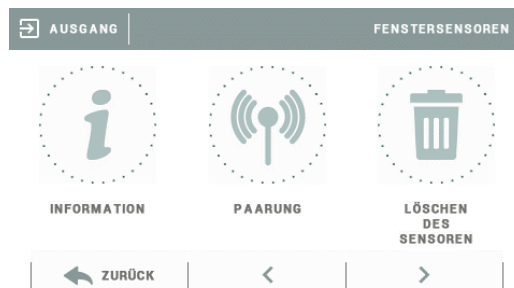 AUSGANG
FENSTERSENSOREN
INFORMATION
PAARUNG
LÖSCHEN
DES
SENSOREN
ZURÜCK